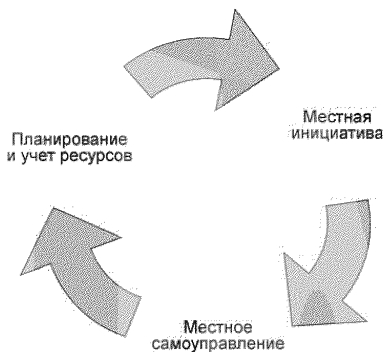 Местная
инициатива
Планирование
и учет ресурсов
Местное
самоуправление